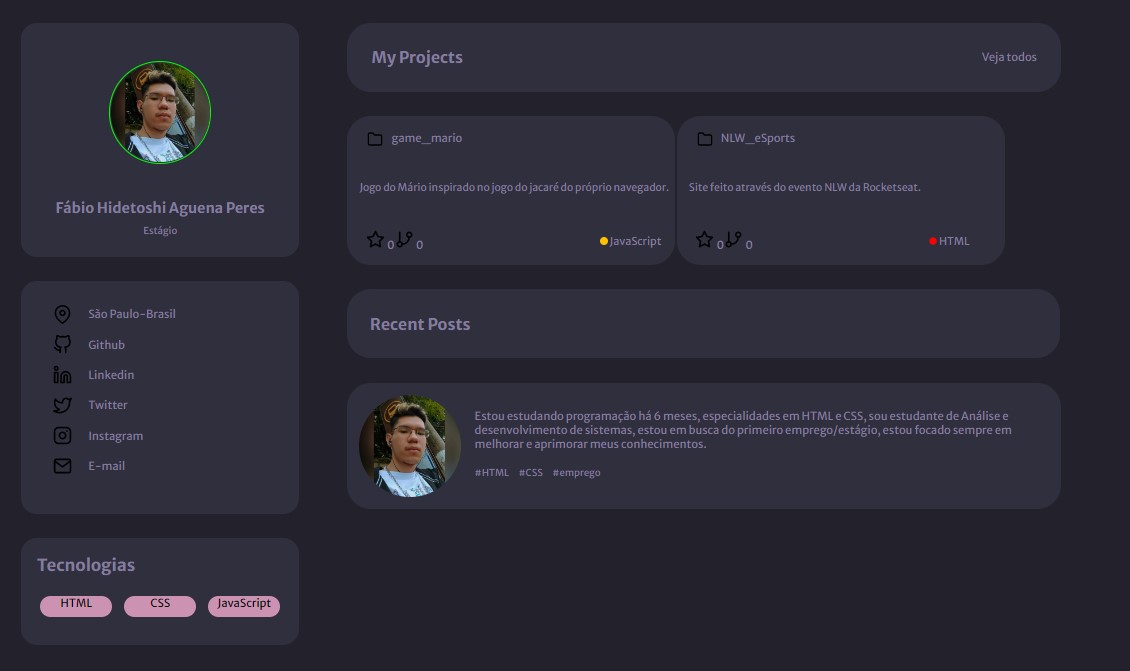 Fábio Hidetoshi Aguena Peres
Estágio
São Paulo-Brasil
Github
Linkedin
Twitter
Instagram
E-mail
Tecnologias
HTML CSS JavaScript
My Projects Veja todos
game_mario
Jogo do Mário inspirado no jogo do jacaré do próprio navegador.
0 0 JavaScript
NLW_eSports
Site feito através do evento NLW da Rocketseat.
0 0 HTML
Recent Posts
Estou estudando programação há 6 meses, especialidades em HTML e CSS, sou estudante de Análise e
desenvolvimento de sistemas, estou em busca do primeiro emprego/estágio, estou focado sempre em
melhorar e aprimorar meus conhecimentos.
#HTML #CSS #emprego